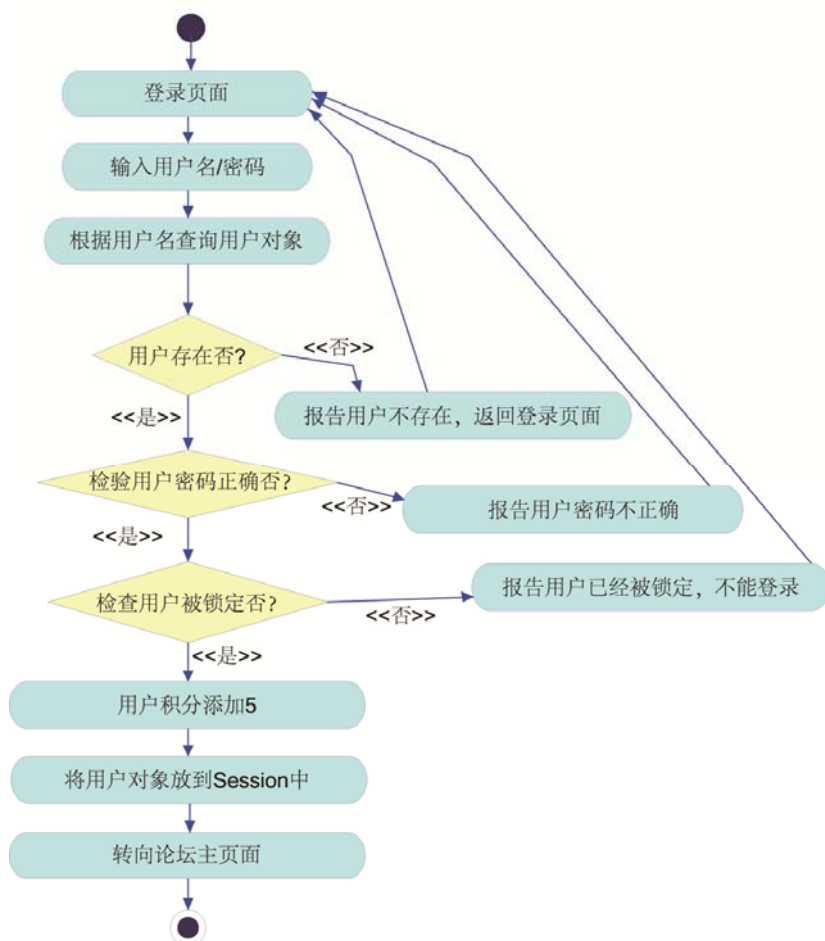 登录页面
输入用户名/密码
根据用户名查询用户对象
用户存在否?
<<否>>
<<是>>
报告用户不存在，返回登录页面
检验用户密码正确否?
<<否>>
报告用户密码不正确
<<是>>
检查用户被锁定否?
<<否>>
报告用户已经被锁定，不能登录
<<是>>
用户积分添加5
将用户对象放到Session中
转向论坛主页面